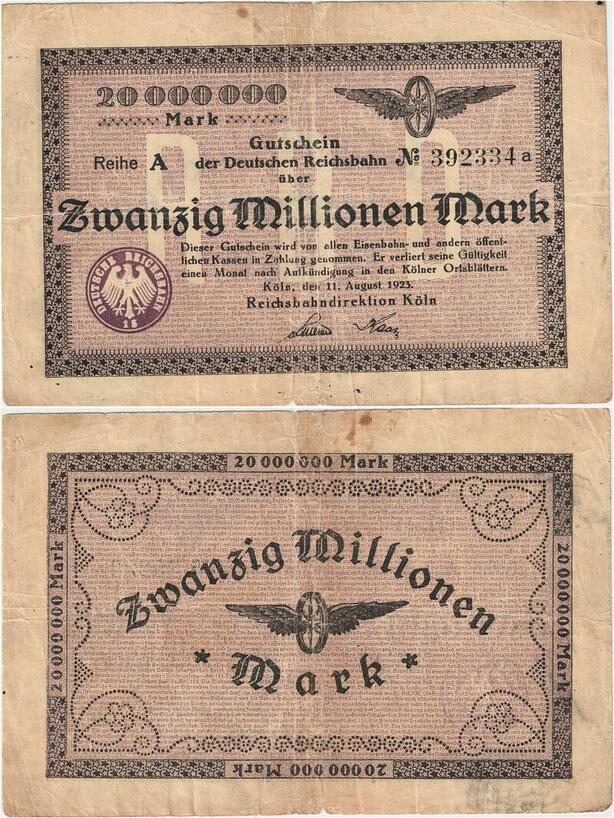 20 000 000
Mark
Gutschein
Reihe A der Deutschen Reichsbahn № 392334 a
über
Zwanzig Millionen Mark
Dieser Gutschein wird von allen Eisenbahn- und andern öffent-
lichen Kassen in Zahlung genommen. Er verliert seine Gültigkeit
einen Monat nach Aufkündigung in den Kölner Ortsblättern.
Köln, den 11. August 1923.
Reichsbahndirektion Köln
DEUTSCHE REICHSBAHN
15
20 000 000 Mark
20 000 000 Mark
Zwanzig Millionen
* Mark *
20 000 000 Mark
20 000 000 Mark